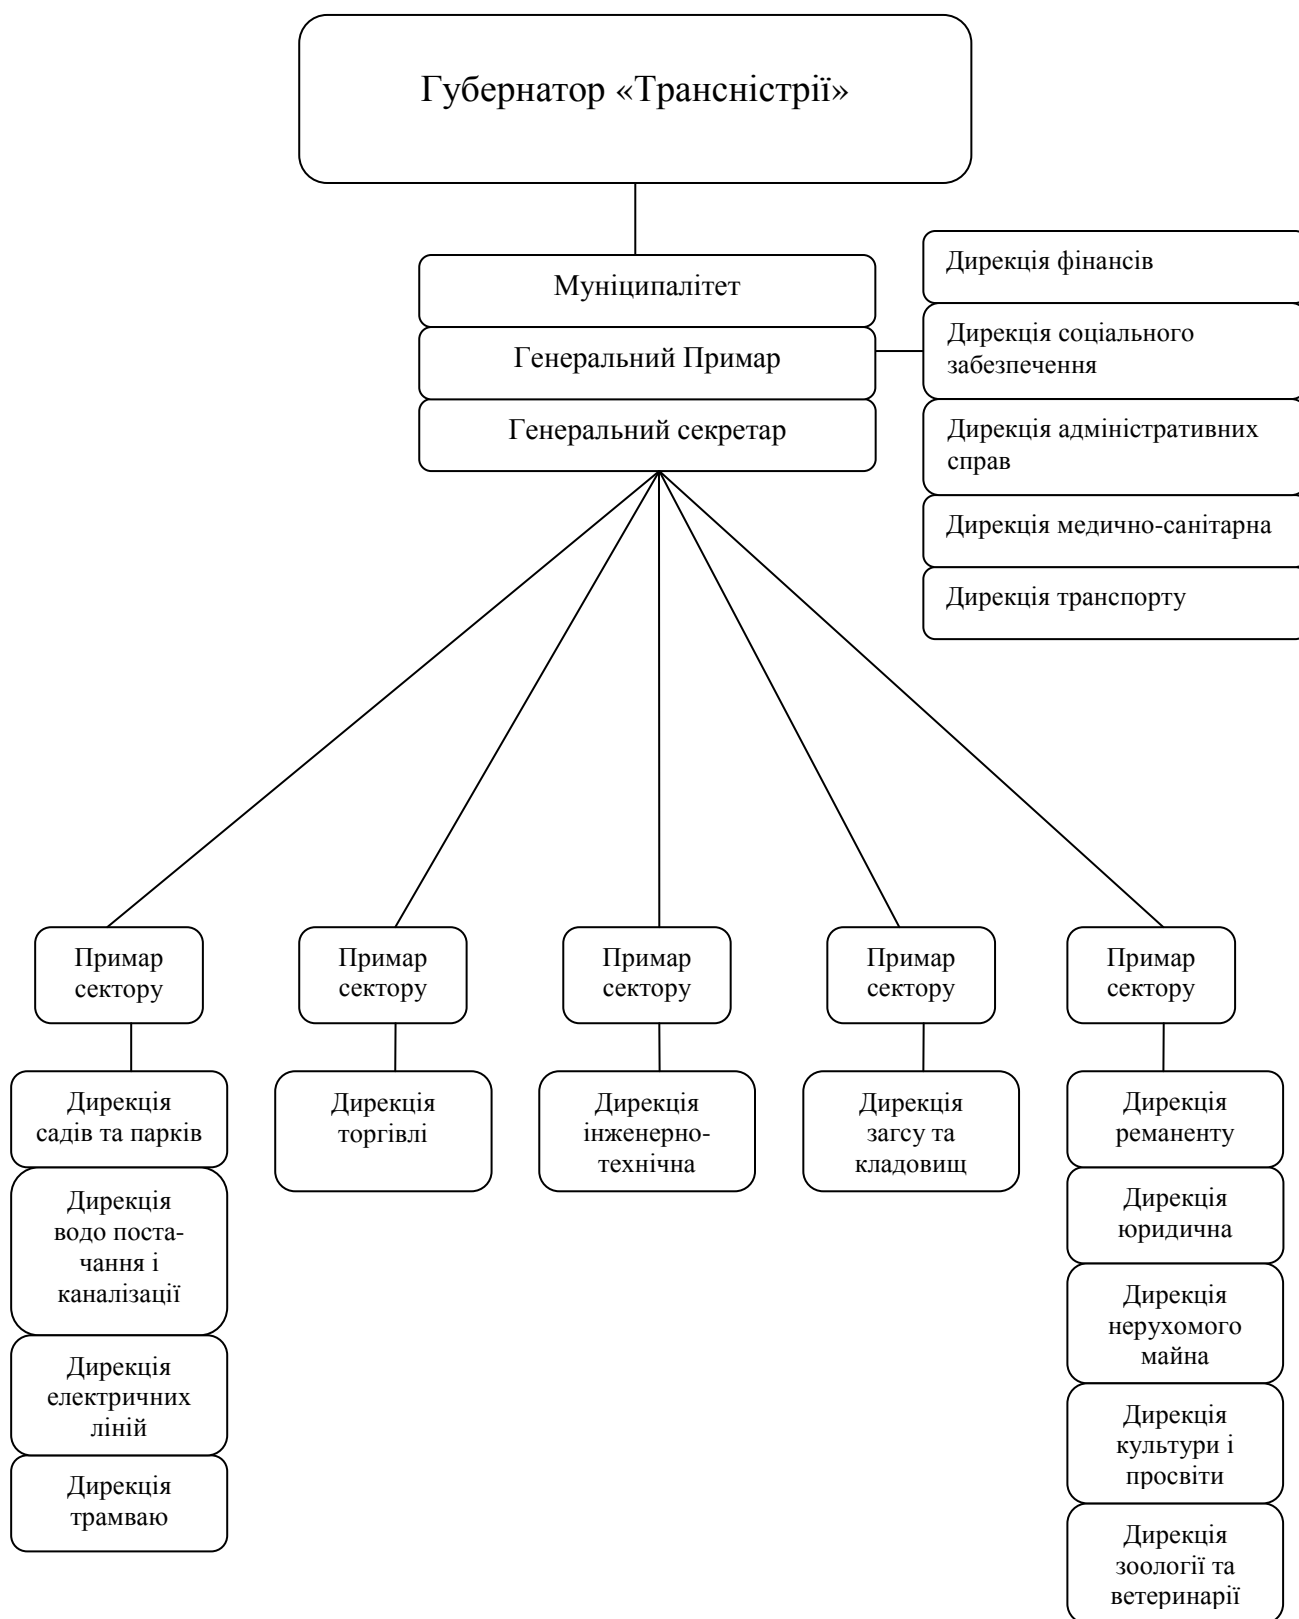 Губернатор «Трансністрії»
Муніципалітет
Генеральний Примар
Генеральний секретар
Дирекція фінансів
Дирекція соціального
забезпечення
Дирекція адміністративних
справ
Дирекція медично-санітарна
Дирекція транспорту
Примар
сектору
Примар
сектору
Примар
сектору
Примар
сектору
Примар
сектору
Дирекція
садів та парків
Дирекція
водо поста-
чання і
каналізації
Дирекція
електричних
ліній
Дирекція
трамваю
Дирекція
торгівлі
Дирекція
інженерно-
технічна
Дирекція
загсу та
кладовищ
Дирекція
реманенту
Дирекція
юридична
Дирекція
нерухомого
майна
Дирекція
культури і
просвіти
Дирекція
зоології та
ветеринарії